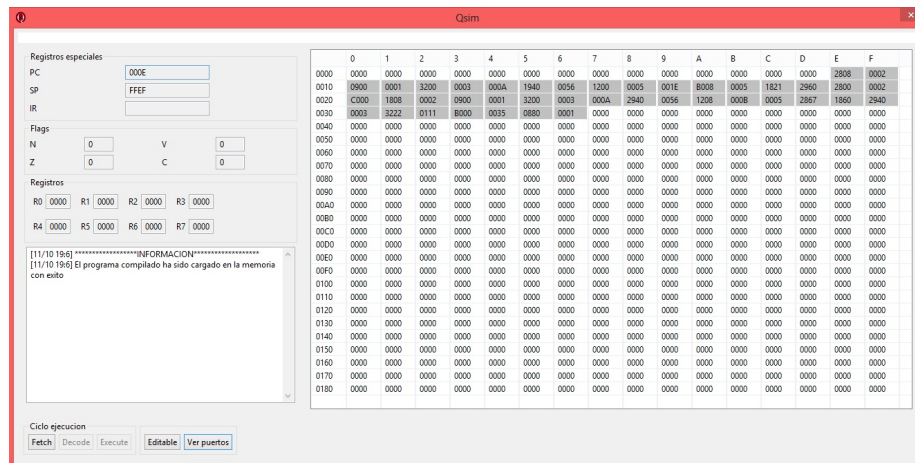 Qsim
Registros especiales
PC 000E
SP FFEF
IR
Flags
N 0 V 0
Z 0 C 0
Registros
R0 0000 R1 0000 R2 0000 R3 0000
R4 0000 R5 0000 R6 0000 R7 0000
[11/10 19:6] ******************INFORMACION*******************
[11/10 19:6] El programa compilado ha sido cargado en la memoria
con exito
Ciclo ejecucion
Fetch Decode Execute Editable Ver puertos
0 1 2 3 4 5 6 7 8 9 A B C D E F
0000 0000 0000 0000 0000 0000 0000 0000 0000 0000 0000 0000 0000 0000 0000 2808 0002
0010 0900 0001 3200 0003 000A 1940 0056 1200 0005 001E B008 0005 1821 2960 2800 0002
0020 C000 1808 0002 0900 0001 3200 0003 000A 2940 0056 1208 000B 0005 2867 1860 2940
0030 0003 3222 0111 B000 0035 0880 0001 0000 0000 0000 0000 0000 0000 0000 0000 0000
0040 0000 0000 0000 0000 0000 0000 0000 0000 0000 0000 0000 0000 0000 0000 0000 0000
0050 0000 0000 0000 0000 0000 0000 0000 0000 0000 0000 0000 0000 0000 0000 0000 0000
0060 0000 0000 0000 0000 0000 0000 0000 0000 0000 0000 0000 0000 0000 0000 0000 0000
0070 0000 0000 0000 0000 0000 0000 0000 0000 0000 0000 0000 0000 0000 0000 0000 0000
0080 0000 0000 0000 0000 0000 0000 0000 0000 0000 0000 0000 0000 0000 0000 0000 0000
0090 0000 0000 0000 0000 0000 0000 0000 0000 0000 0000 0000 0000 0000 0000 0000 0000
00A0 0000 0000 0000 0000 0000 0000 0000 0000 0000 0000 0000 0000 0000 0000 0000 0000
00B0 0000 0000 0000 0000 0000 0000 0000 0000 0000 0000 0000 0000 0000 0000 0000 0000
00C0 0000 0000 0000 0000 0000 0000 0000 0000 0000 0000 0000 0000 0000 0000 0000 0000
00D0 0000 0000 0000 0000 0000 0000 0000 0000 0000 0000 0000 0000 0000 0000 0000 0000
00E0 0000 0000 0000 0000 0000 0000 0000 0000 0000 0000 0000 0000 0000 0000 0000 0000
00F0 0000 0000 0000 0000 0000 0000 0000 0000 0000 0000 0000 0000 0000 0000 0000 0000
0100 0000 0000 0000 0000 0000 0000 0000 0000 0000 0000 0000 0000 0000 0000 0000 0000
0110 0000 0000 0000 0000 0000 0000 0000 0000 0000 0000 0000 0000 0000 0000 0000 0000
0120 0000 0000 0000 0000 0000 0000 0000 0000 0000 0000 0000 0000 0000 0000 0000 0000
0130 0000 0000 0000 0000 0000 0000 0000 0000 0000 0000 0000 0000 0000 0000 0000 0000
0140 0000 0000 0000 0000 0000 0000 0000 0000 0000 0000 0000 0000 0000 0000 0000 0000
0150 0000 0000 0000 0000 0000 0000 0000 0000 0000 0000 0000 0000 0000 0000 0000 0000
0160 0000 0000 0000 0000 0000 0000 0000 0000 0000 0000 0000 0000 0000 0000 0000 0000
0170 0000 0000 0000 0000 0000 0000 0000 0000 0000 0000 0000 0000 0000 0000 0000 0000
0180 0000 0000 0000 0000 0000 0000 0000 0000 0000 0000 0000 0000 0000 0000 0000 0000